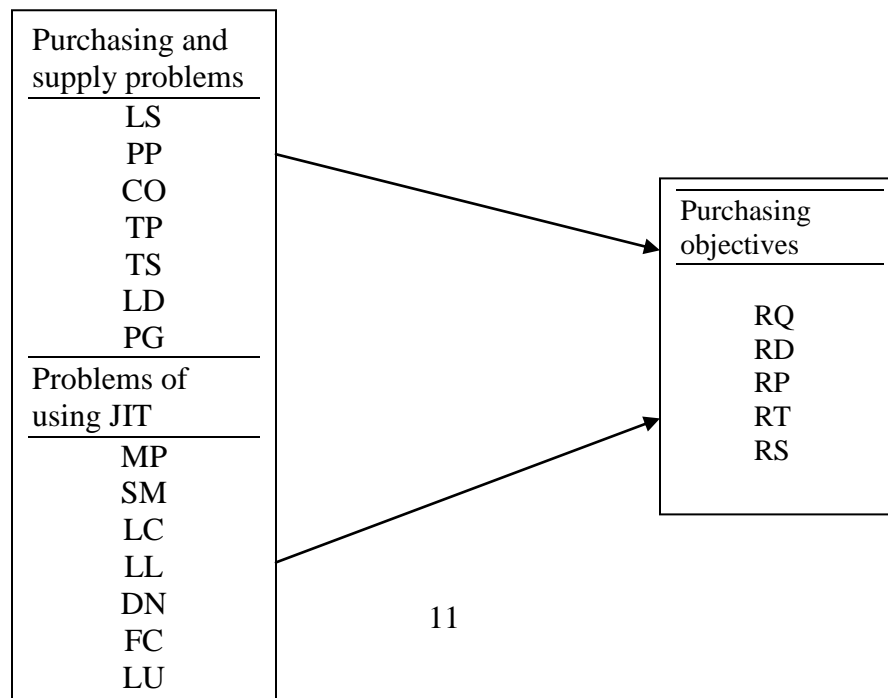 Purchasing and
supply problems
LS
PP
CO
TP
TS
LD
PG
Problems of
using JIT
MP
SM
LC
LL
DN
FC
LU
Purchasing
objectives
RQ
RD
RP
RT
RS
11